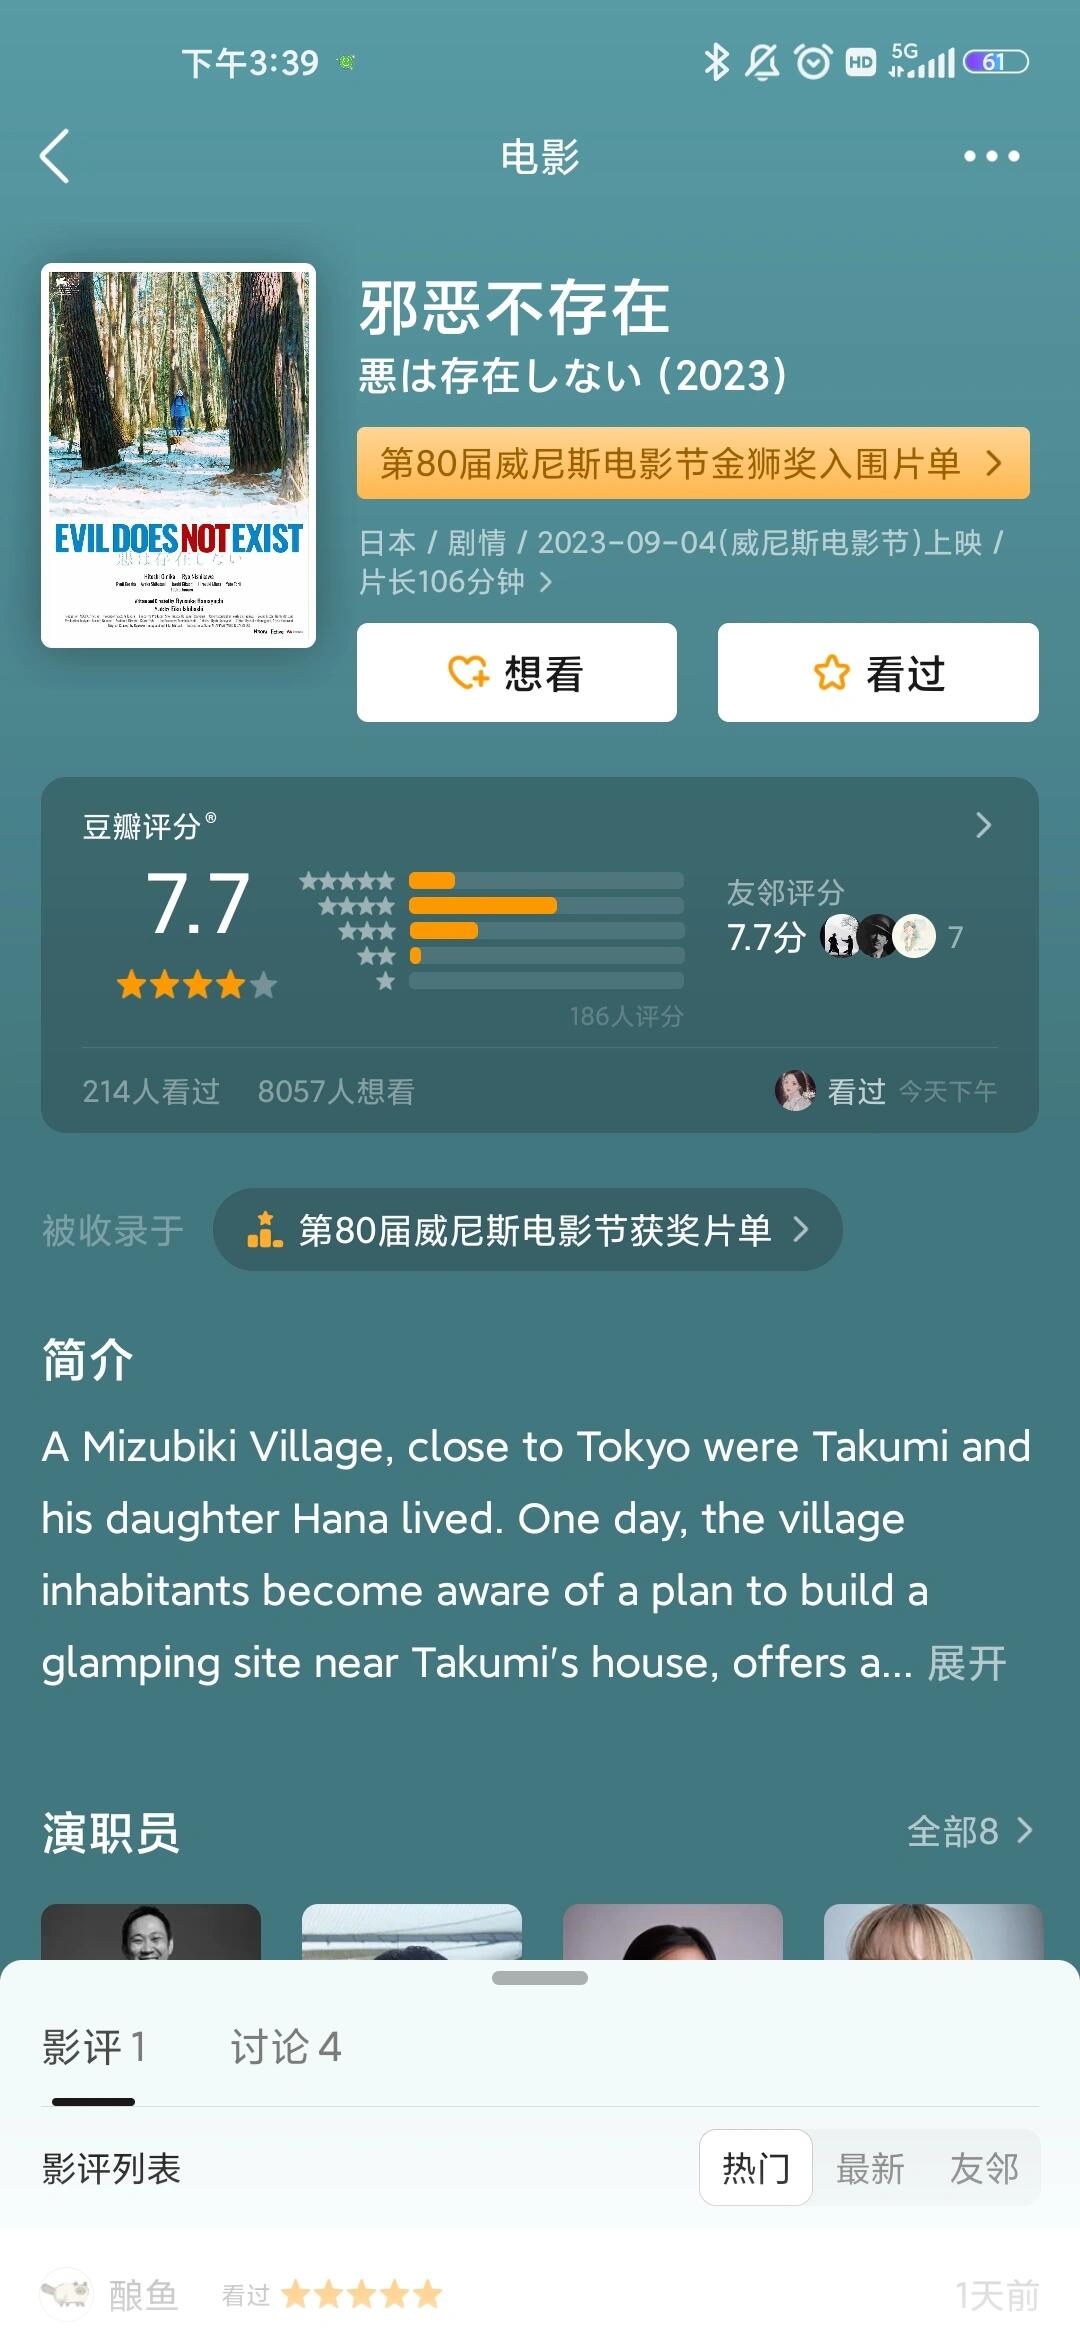 下午3:39
HD
5G
61
电影
EVIL DOES NOT EXIST
悪は存在しない
Hitoshi Omika Ryo Nishikawa
邪恶不存在
悪は存在しない (2023)
第80届威尼斯电影节金狮奖入围片单
日本 / 剧情 / 2023-09-04(威尼斯电影节)上映 /
片长106分钟
想看
看过
豆瓣评分®
7.7
186人评分
友邻评分
7.7分
7
214人看过
8057人想看
看过
今天下午
被收录于
第80届威尼斯电影节获奖片单
简介
A Mizubiki Village, close to Tokyo were Takumi and
his daughter Hana lived. One day, the village
inhabitants become aware of a plan to build a
glamping site near Takumi's house, offers a... 展开
演职员
全部8
影评 1
讨论 4
影评列表
热门
最新
友邻
酿鱼
看过
1天前